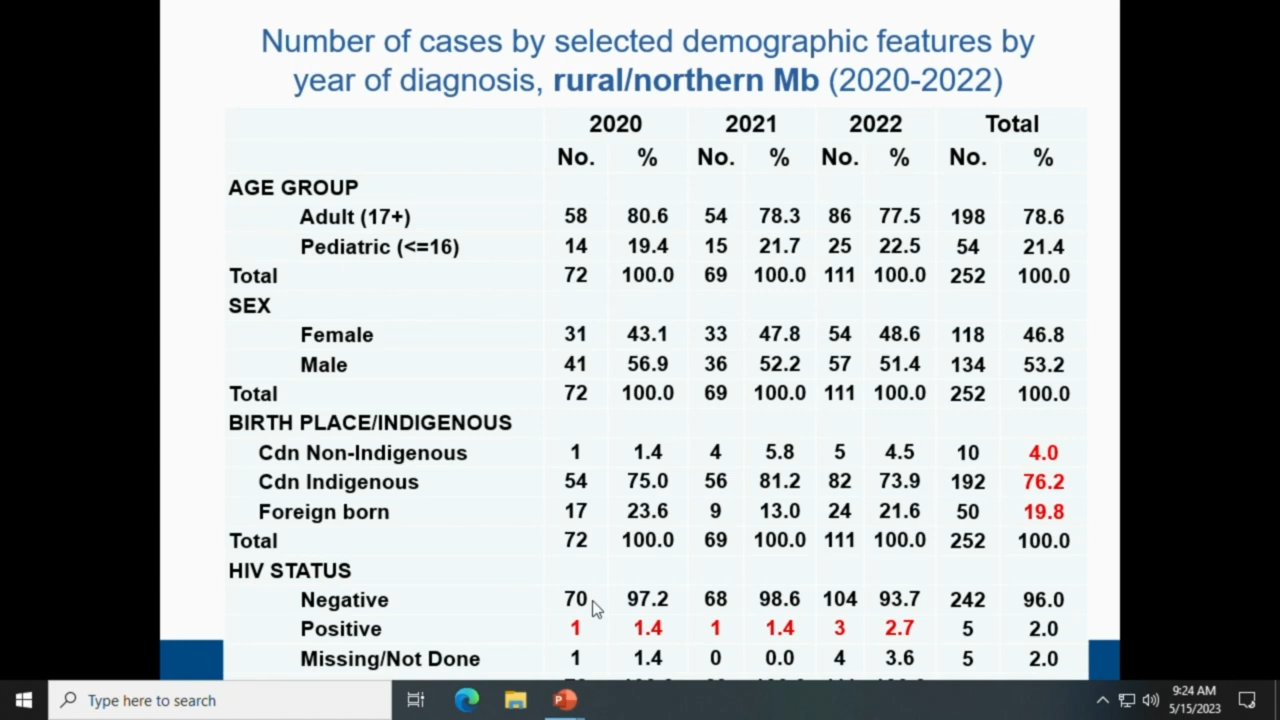 Number of cases by selected demographic features by
year of diagnosis, rural/northern Mb (2020-2022)
2020 2021 2022 Total
No. % No. % No. % No. %
AGE GROUP
Adult (17+) 58 80.6 54 78.3 86 77.5 198 78.6
Pediatric (<=16) 14 19.4 15 21.7 25 22.5 54 21.4
Total 72 100.0 69 100.0 111 100.0 252 100.0
SEX
Female 31 43.1 33 47.8 54 48.6 118 46.8
Male 41 56.9 36 52.2 57 51.4 134 53.2
Total 72 100.0 69 100.0 111 100.0 252 100.0
BIRTH PLACE/INDIGENOUS
Cdn Non-Indigenous 1 1.4 4 5.8 5 4.5 10 4.0
Cdn Indigenous 54 75.0 56 81.2 82 73.9 192 76.2
Foreign born 17 23.6 9 13.0 24 21.6 50 19.8
Total 72 100.0 69 100.0 111 100.0 252 100.0
HIV STATUS
Negative 70 97.2 68 98.6 104 93.7 242 96.0
Positive 1 1.4 1 1.4 3 2.7 5 2.0
Missing/Not Done 1 1.4 0 0.0 4 3.6 5 2.0
Type here to search
9:24 AM
5/15/2023